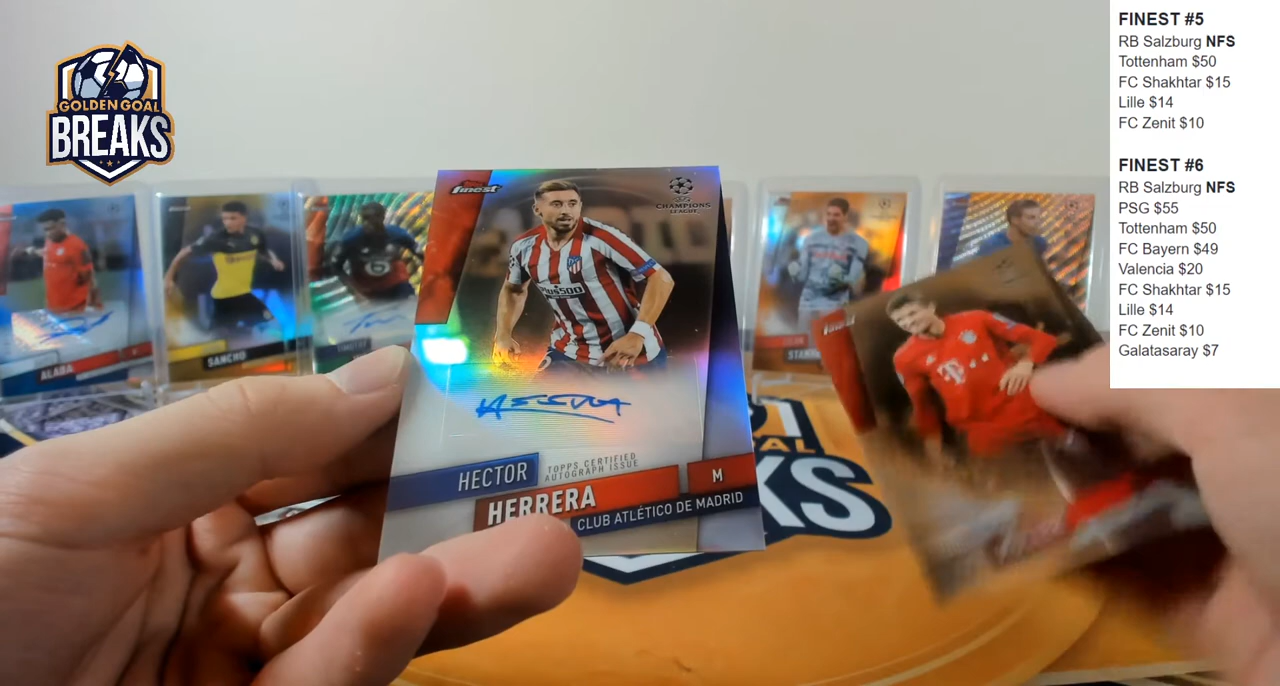 GOLDEN GOAL
BREAKS
FINEST #5
RB Salzburg NFS
Tottenham $50
FC Shakhtar $15
Lille $14
FC Zenit $10
FINEST #6
RB Salzburg NFS
PSG $55
Tottenham $50
FC Bayern $49
Valencia $20
FC Shakhtar $15
Lille $14
FC Zenit $10
Galatasaray $7
finest
CHAMPIONS
LEAGUE
Plus500
HECTOR
TOPPS CERTIFIED
AUTOGRAPH ISSUE
HERRERA
M
CLUB ATLÉTICO DE MADRID
ALABA
SANCHO
KS